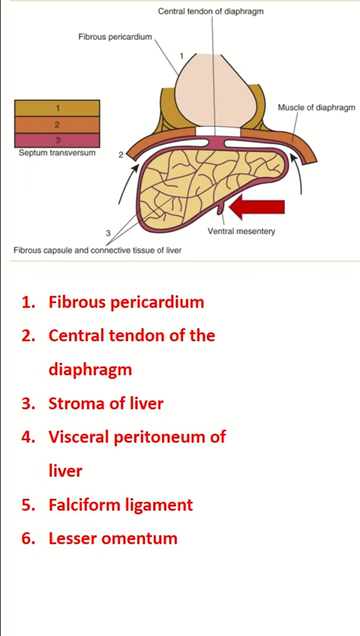 Central tendon of diaphragm
Fibrous pericardium
1
Muscle of diaphragm
1
2
3
Septum transversum
2
3
Ventral mesentery
Fibrous capsule and connective tissue of liver
1. Fibrous pericardium
2. Central tendon of the
diaphragm
3. Stroma of liver
4. Visceral peritoneum of
liver
5. Falciform ligament
6. Lesser omentum